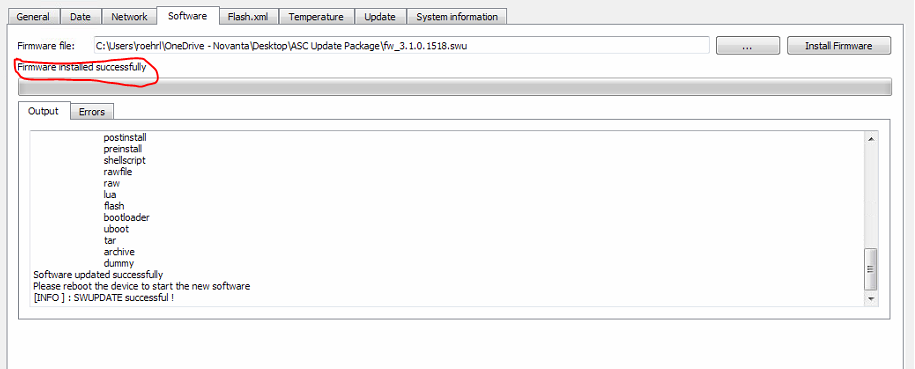 General Date Network Software Flash.xml Temperature Update System information
Firmware file: C:\Users\roehrl\OneDrive - Novanta\Desktop\ASC Update Package\fw_3.1.0.1518.swu ... Install Firmware
Firmware installed successfully
Output Errors
postinstall
preinstall
shellscript
rawfile
raw
lua
flash
bootloader
uboot
tar
archive
dummy
Software updated successfully
Please reboot the device to start the new software
[INFO ] : SWUPDATE successful !